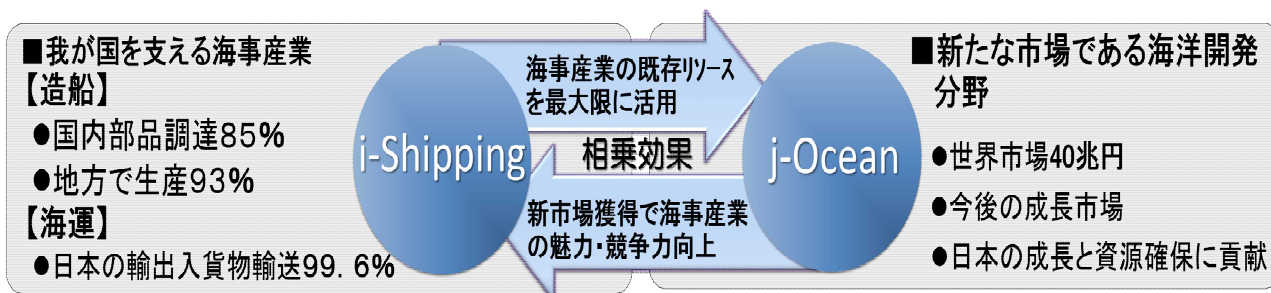 ■我が国を支える海事産業
【造船】
●国内部品調達85%
●地方で生産93%
【海運】
●日本の輸出入貨物輸送99.6%
i-Shipping
海事産業の既存リソース
を最大限に活用
相乗効果
新市場獲得で海事産業
の魅力・競争力向上
j-Ocean
■新たな市場である海洋開発
分野
●世界市場40兆円
●今後の成長市場
●日本の成長と資源確保に貢献